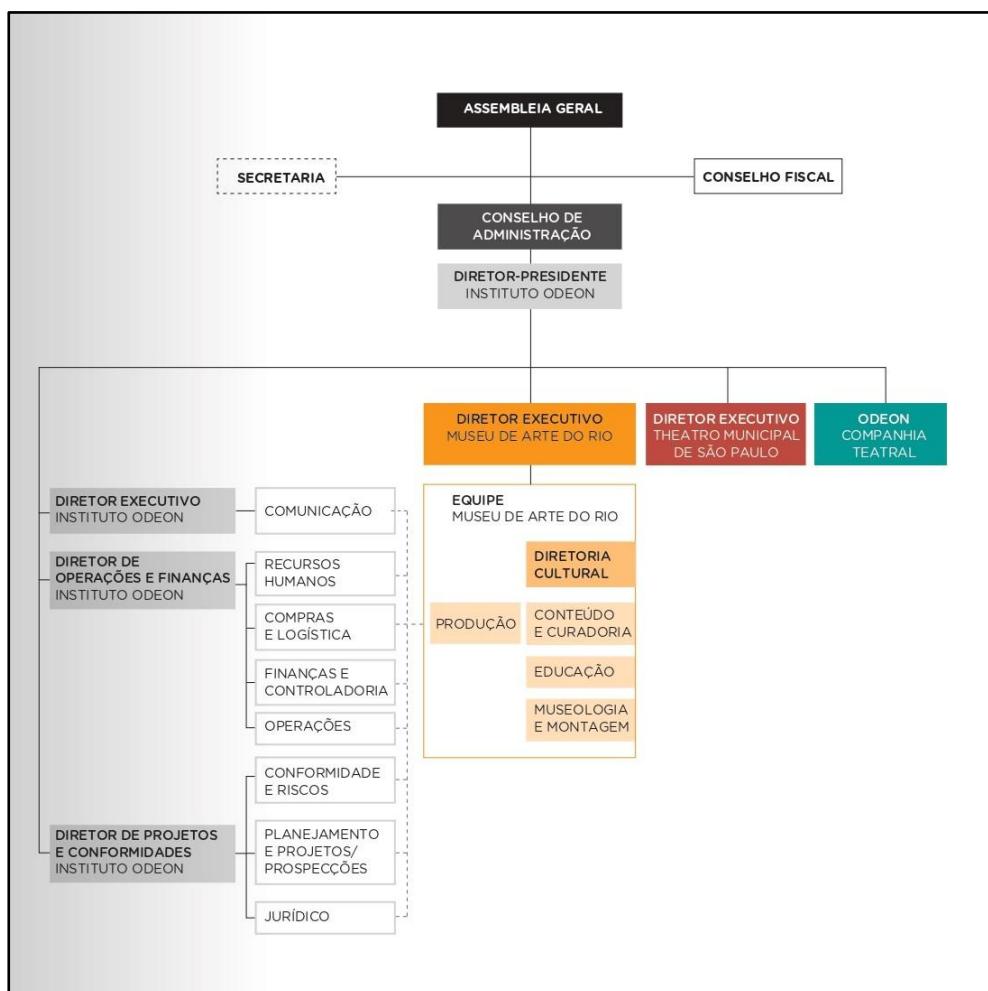 ASSEMBLEIA GERAL
SECRETARIA
CONSELHO FISCAL
CONSELHO DE
ADMINISTRAÇÃO
DIRETOR-PRESIDENTE
INSTITUTO ODEON
DIRETOR EXECUTIVO
MUSEU DE ARTE DO RIO
DIRETOR EXECUTIVO
THEATRO MUNICIPAL
DE SÃO PAULO
ODEON
COMPANHIA
TEATRAL
DIRETOR EXECUTIVO
INSTITUTO ODEON
COMUNICAÇÃO
DIRETOR DE
OPERAÇÕES E FINANÇAS
INSTITUTO ODEON
RECURSOS
HUMANOS
COMPRAS
E LOGÍSTICA
FINANÇAS E
CONTROLADORIA
OPERAÇÕES
DIRETOR DE PROJETOS
E CONFORMIDADES
INSTITUTO ODEON
CONFORMIDADE
E RISCOS
PLANEJAMENTO
E PROJETOS/
PROSPECÇÕES
JURÍDICO
EQUIPE
MUSEU DE ARTE DO RIO
DIRETORIA
CULTURAL
PRODUÇÃO
CONTEÚDO
E CURADORIA
EDUCAÇÃO
MUSEOLOGIA
E MONTAGEM